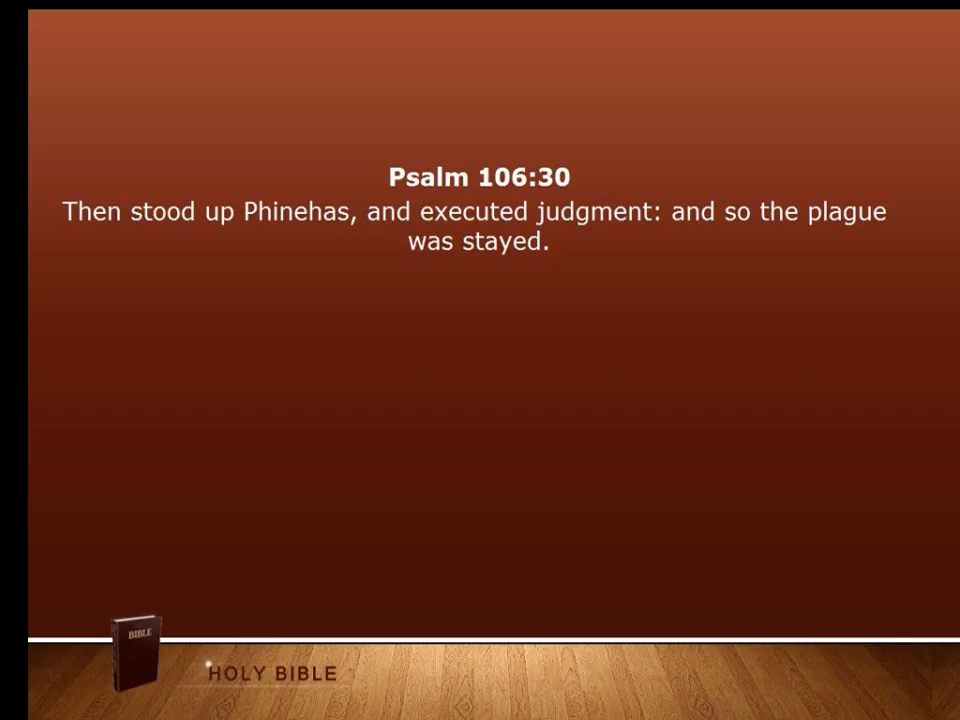 Psalm 106:30
Then stood up Phinehas, and executed judgment: and so the plague
was stayed.
BIBLE
HOLY BIBLE